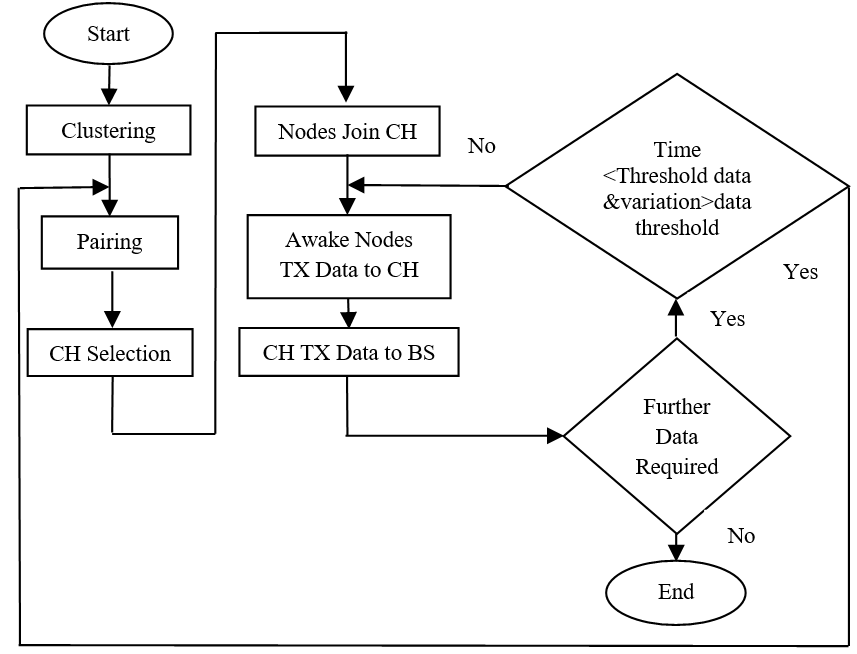 Start
Clustering
Pairing
CH Selection
Nodes Join CH
Awake Nodes
TX Data to CH
CH TX Data to BS
Further
Data
Required
Yes
No
End
Time
<Threshold data
&variation>data
threshold
No
Yes